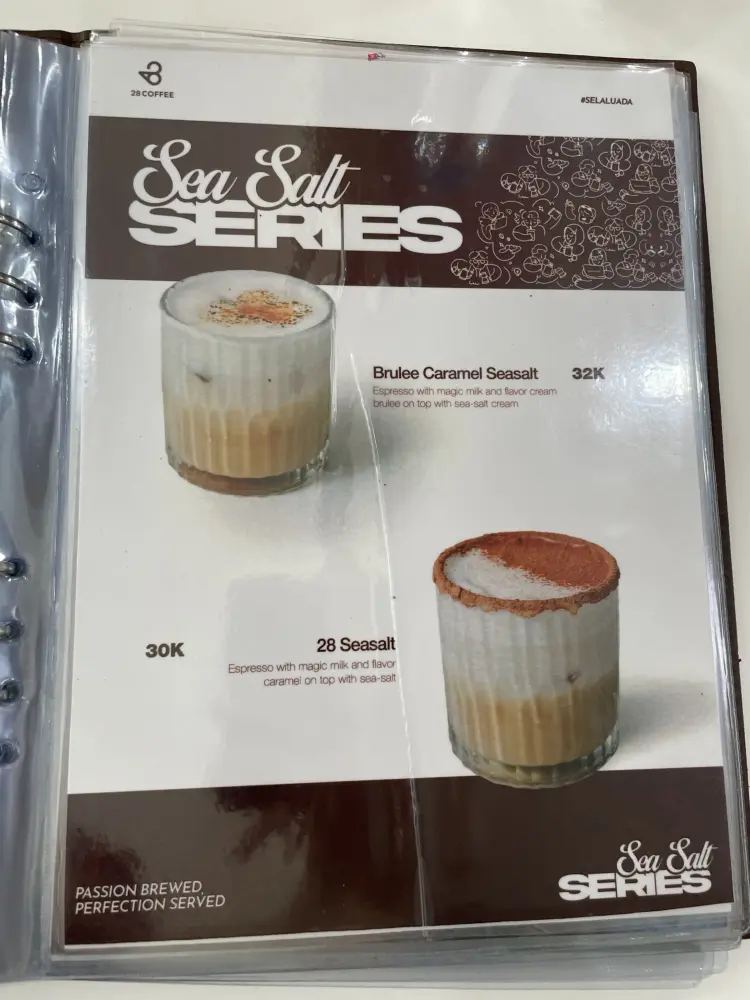 28 COFFEE
#SELALUADA
Sea Salt
SERIES
Brulee Caramel Seasalt 32K
Espresso with magic milk and flavor cream
brulee on top with sea-salt cream
30K 28 Seasalt
Espresso with magic milk and flavor
caramel on top with sea-salt
Sea Salt
SERIES
PASSION BREWED,
PERFECTION SERVED